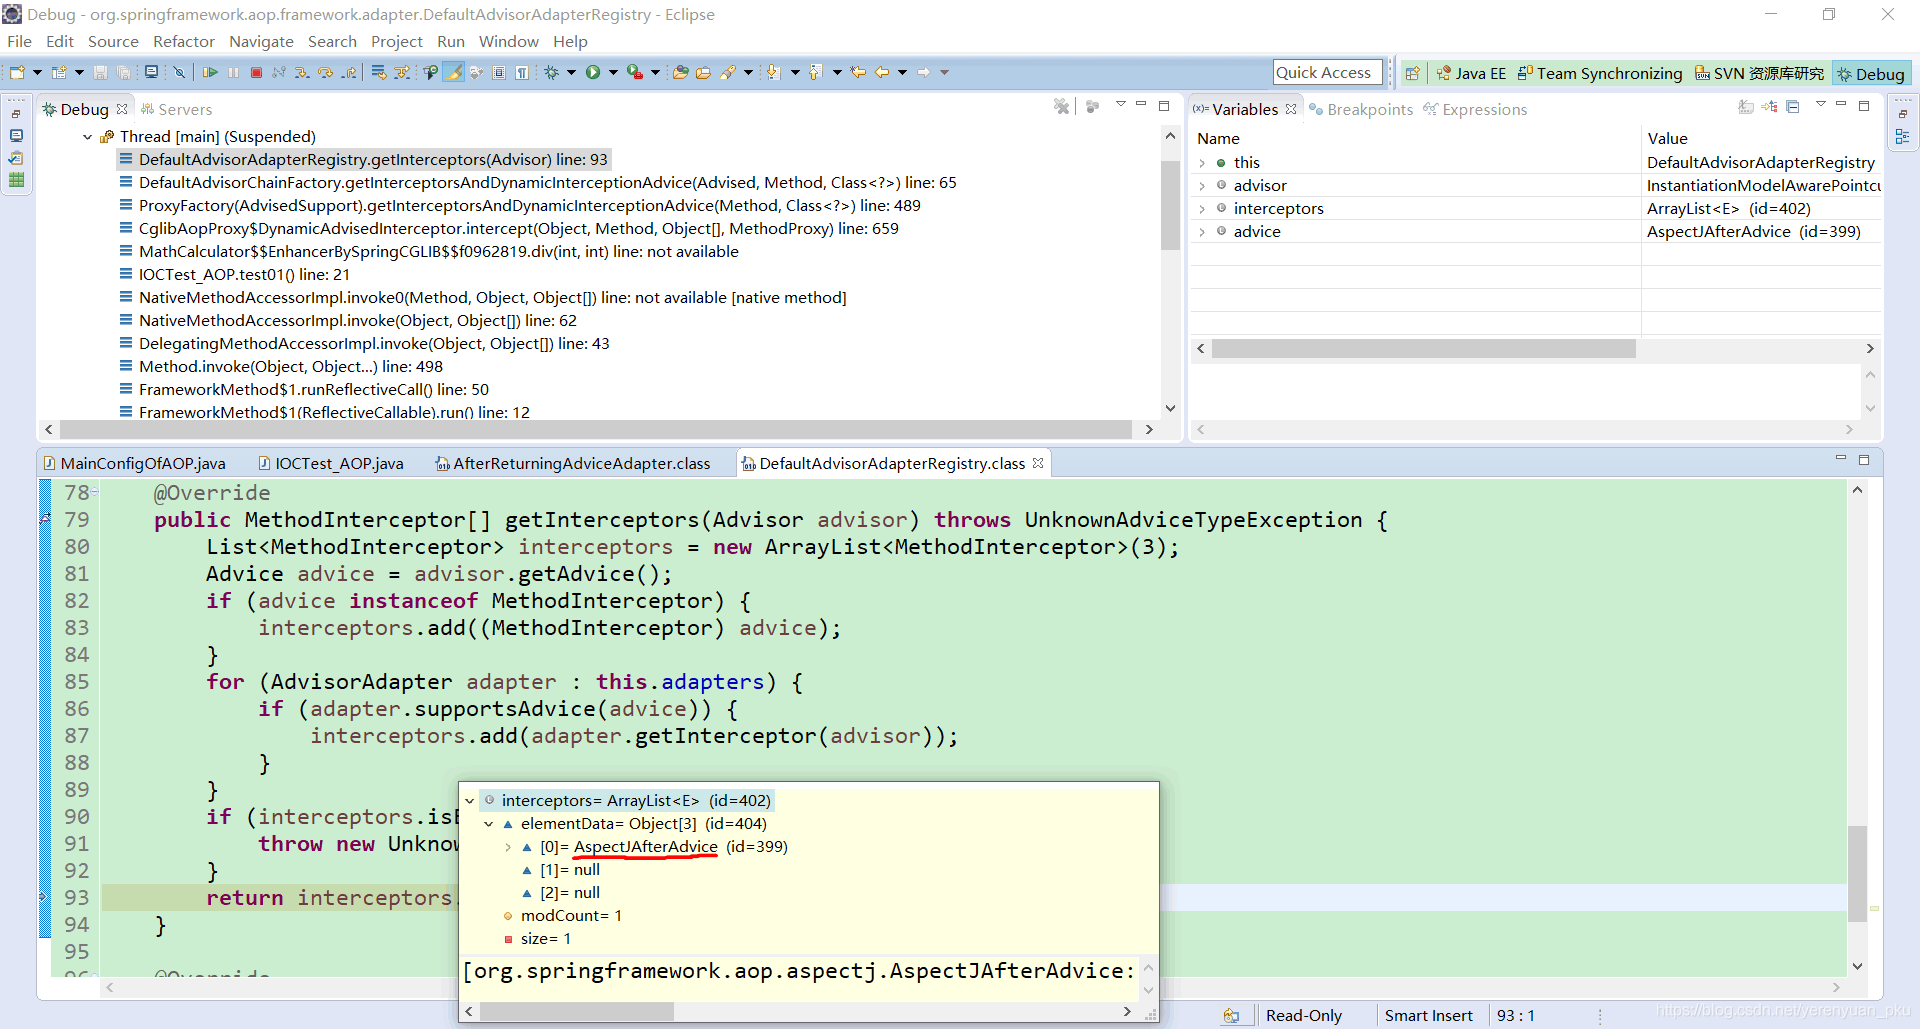 Debug - org.springframework.aop.framework.adapter.DefaultAdvisorAdapterRegistry - Eclipse
File Edit Source Refactor Navigate Search Project Run Window Help
Quick Access Java EE Team Synchronizing SVN 资源库研究 Debug
Debug Servers
Thread [main] (Suspended)
DefaultAdvisorAdapterRegistry.getInterceptors(Advisor) line: 93
DefaultAdvisorChainFactory.getInterceptorsAndDynamicInterceptionAdvice(Advised, Method, Class<?>) line: 65
ProxyFactory(AdvisedSupport).getInterceptorsAndDynamicInterceptionAdvice(Method, Class<?>) line: 489
CglibAopProxy$DynamicAdvisedInterceptor.intercept(Object, Method, Object[], MethodProxy) line: 659
MathCalculator$$EnhancerBySpringCGLIB$$f0962819.div(int, int) line: not available
IOCTest_AOP.test01() line: 21
NativeMethodAccessorImpl.invoke0(Method, Object, Object[]) line: not available [native method]
NativeMethodAccessorImpl.invoke(Object, Object[]) line: 62
DelegatingMethodAccessorImpl.invoke(Object, Object[]) line: 43
Method.invoke(Object, Object...) line: 498
FrameworkMethod$1.runReflectiveCall() line: 50
FrameworkMethod$1(ReflectiveCallable).run() line: 12
(x)= Variables Breakpoints Expressions
Name Value
this DefaultAdvisorAdapterRegistry
advisor InstantiationModelAwarePointcu
interceptors ArrayList<E> (id=402)
advice AspectJAfterAdvice (id=399)
MainConfigOfAOP.java IOCTest_AOP.java AfterReturningAdviceAdapter.class DefaultAdvisorAdapterRegistry.class
78 @Override
79 public MethodInterceptor[] getInterceptors(Advisor advisor) throws UnknownAdviceTypeException {
80 List<MethodInterceptor> interceptors = new ArrayList<MethodInterceptor>(3);
81 Advice advice = advisor.getAdvice();
82 if (advice instanceof MethodInterceptor) {
83 interceptors.add((MethodInterceptor) advice);
84 }
85 for (AdvisorAdapter adapter : this.adapters) {
86 if (adapter.supportsAdvice(advice)) {
87 interceptors.add(adapter.getInterceptor(advisor));
88 }
89 }
90 if (interceptors.isE
91 throw new Unknow
92 }
93 return interceptors.
94 }
95
96 @Override
interceptors= ArrayList<E> (id=402)
elementData= Object[3] (id=404)
[0]= AspectJAfterAdvice (id=399)
[1]= null
[2]= null
modCount= 1
size= 1
[org.springframework.aop.aspectj.AspectJAfterAdvice:
Read-Only Smart Insert 93 : 1
https://blog.csdn.net/yerenyuan_pku